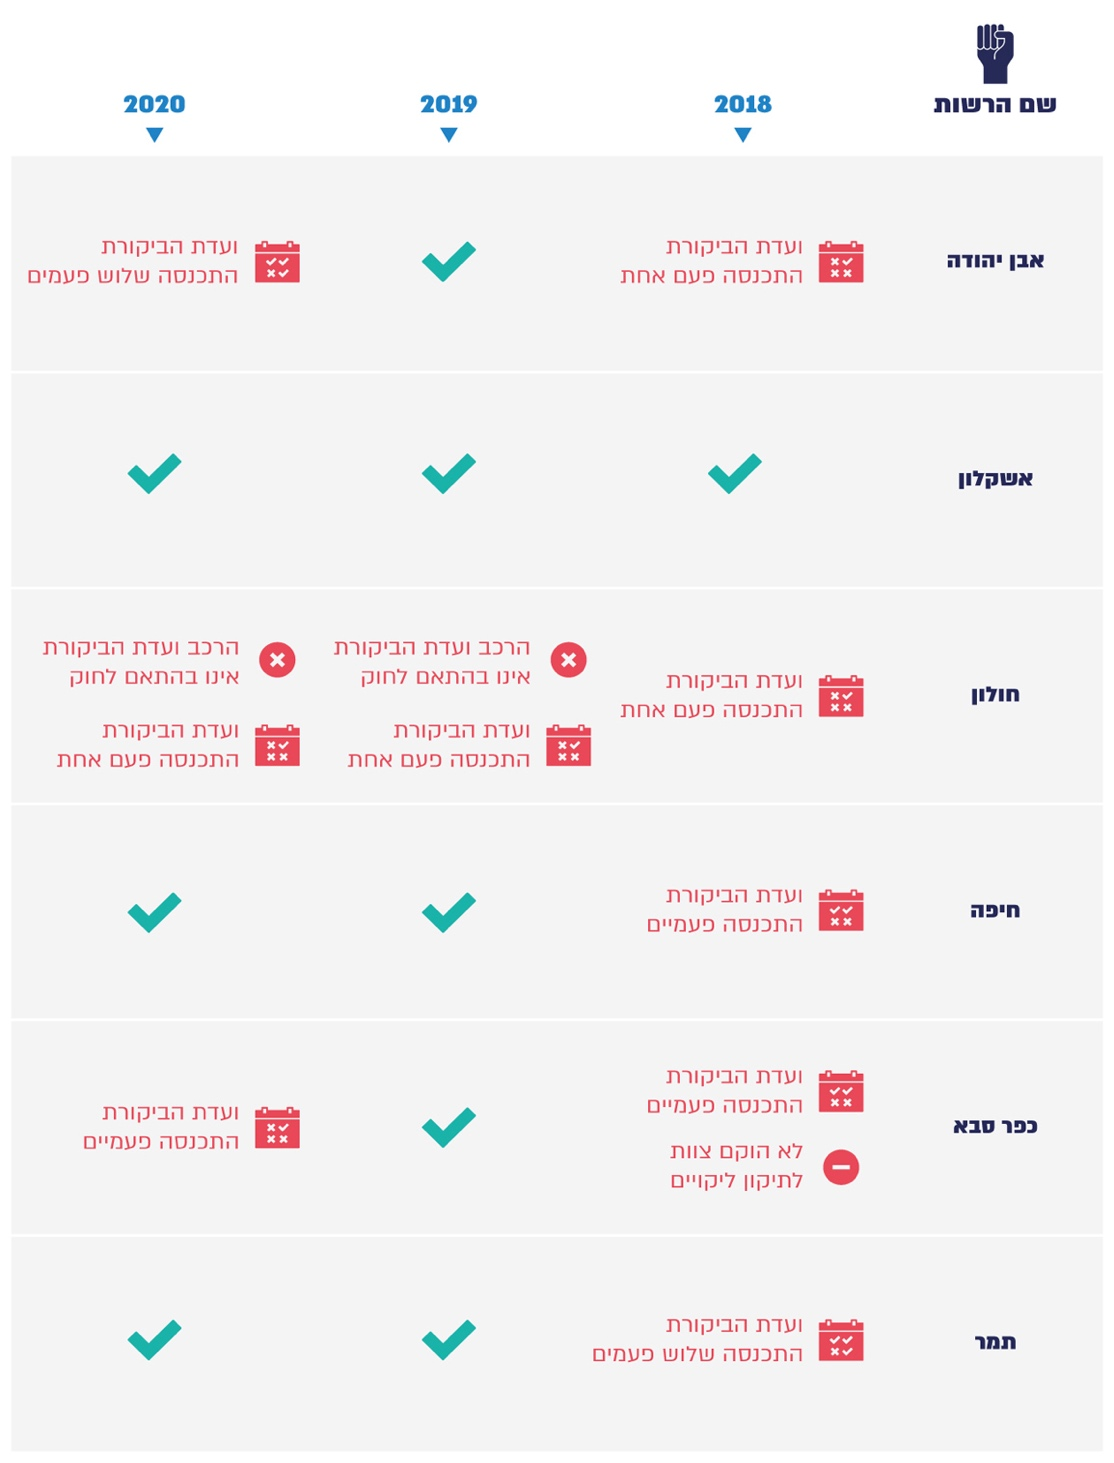 שם הרשות
2018
2019
2020
אבן יהודה
ועדת הביקורת
התכנסה פעם אחת
ועדת הביקורת
התכנסה שלוש פעמים
אשקלון
חולון
ועדת הביקורת
התכנסה פעם אחת
הרכב ועדת הביקורת
אינו בהתאם לחוק
ועדת הביקורת
התכנסה פעם אחת
הרכב ועדת הביקורת
אינו בהתאם לחוק
ועדת הביקורת
התכנסה פעם אחת
חיפה
ועדת הביקורת
התכנסה פעמיים
כפר סבא
ועדת הביקורת
התכנסה פעמיים
לא הוקם צוות
לתיקון ליקויים
ועדת הביקורת
התכנסה פעמיים
תמר
ועדת הביקורת
התכנסה שלוש פעמים